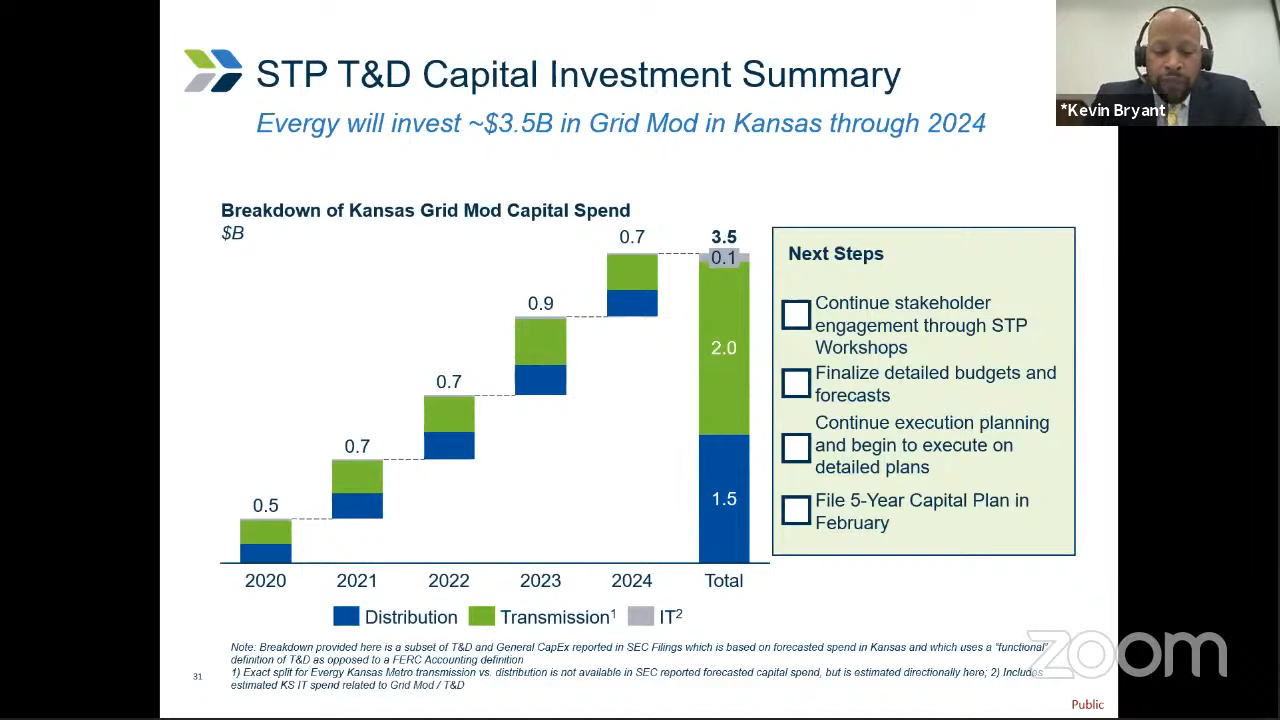 STP T&D Capital Investment Summary
Evergy will invest ~$3.5B in Grid Mod in Kansas through 2024
*Kevin Bryant
Breakdown of Kansas Grid Mod Capital Spend
$B
0.5
0.7
0.7
0.9
0.7
3.5
0.1
2.0
1.5
2020
2021
2022
2023
2024
Total
Distribution
Transmission1
IT2
Next Steps
Continue stakeholder
engagement through STP
Workshops
Finalize detailed budgets and
forecasts
Continue execution planning
and begin to execute on
detailed plans
File 5-Year Capital Plan in
February
Note: Breakdown provided here is a subset of T&D and General CapEx reported in SEC Filings which is based on forecasted spend in Kansas and which uses a "functional"
definition of T&D as opposed to a FERC Accounting definition
1) Exact split for Evergy Kansas Metro transmission vs. distribution is not available in SEC reported forecasted capital spend, but is estimated directionally here; 2) Includes
estimated KS IT spend related to Grid Mod / T&D
31
zoom
Public